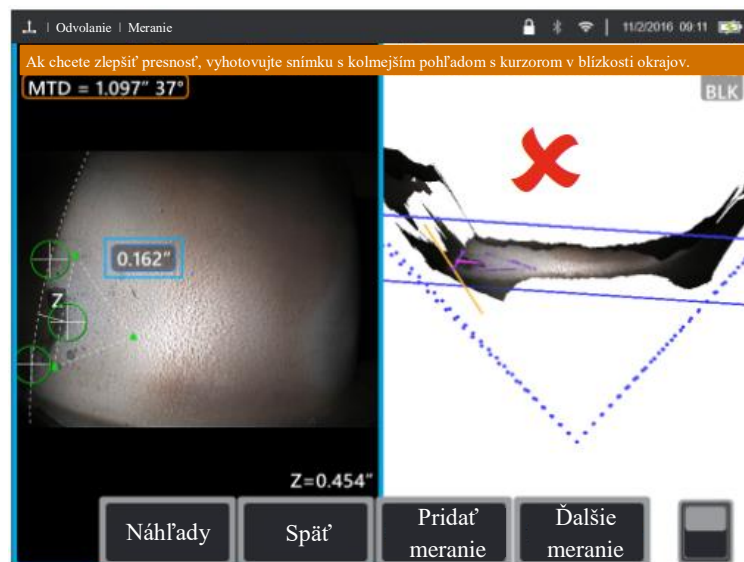 Odvolanie | Meranie 11/2/2016 09:11
Ak chcete zlepšiť presnosť, vyhotovujte snímku s kolmejším pohľadom s kurzorom v blízkosti okrajov.
MTD = 1.097" 37°
BLK
0.162"
Z
Z=0.454"
Náhľady
Späť
Pridať
meranie
Ďalšie
meranie